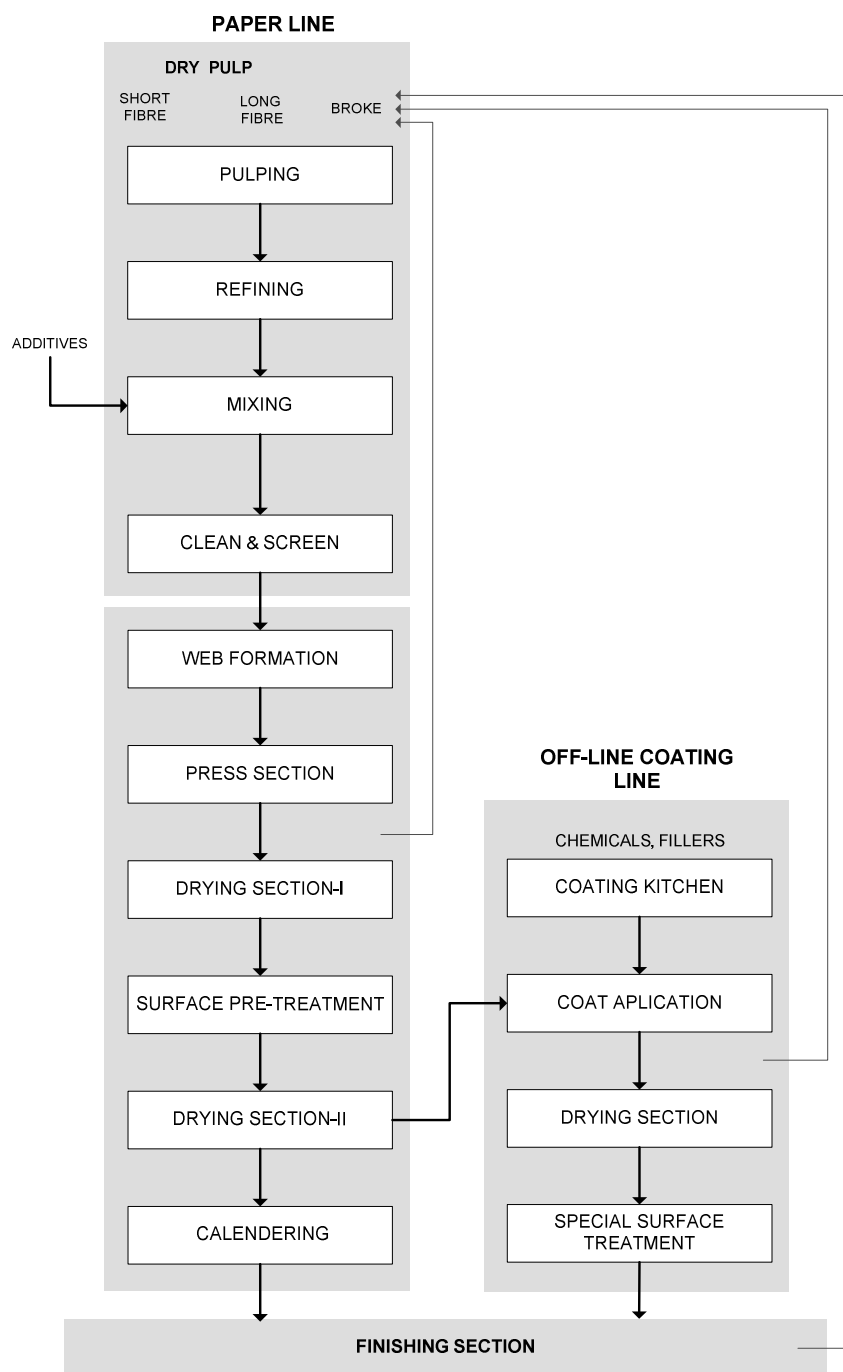 PAPER LINE
DRY PULP
SHORT
FIBRE
LONG
FIBRE
BROKE
PULPING
REFINING
ADDITIVES
MIXING
CLEAN & SCREEN
WEB FORMATION
PRESS SECTION
DRYING SECTION-I
SURFACE PRE-TREATMENT
DRYING SECTION-II
CALENDERING
OFF-LINE COATING
LINE
CHEMICALS, FILLERS
COATING KITCHEN
COAT APLICATION
DRYING SECTION
SPECIAL SURFACE
TREATMENT
FINISHING SECTION